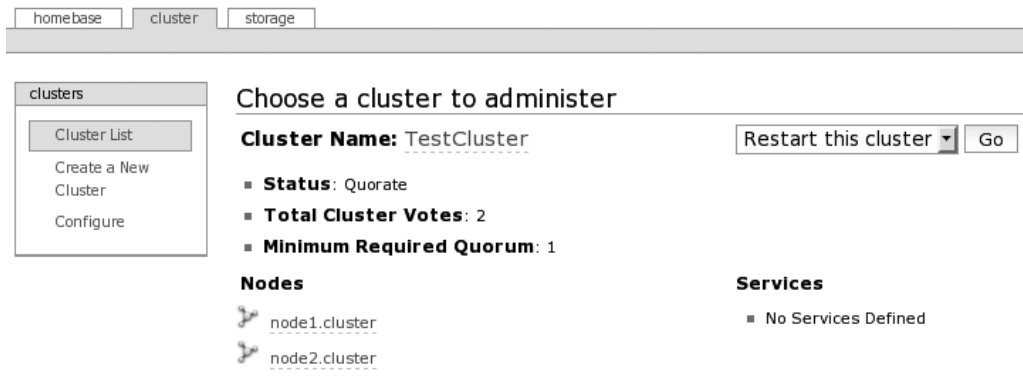 homebase cluster storage
clusters
Cluster List
Create a New
Cluster
Configure
Choose a cluster to administer
Cluster Name: TestCluster
Restart this cluster Go
Status: Quorate
Total Cluster Votes: 2
Minimum Required Quorum: 1
Nodes
node1.cluster
node2.cluster
Services
No Services Defined